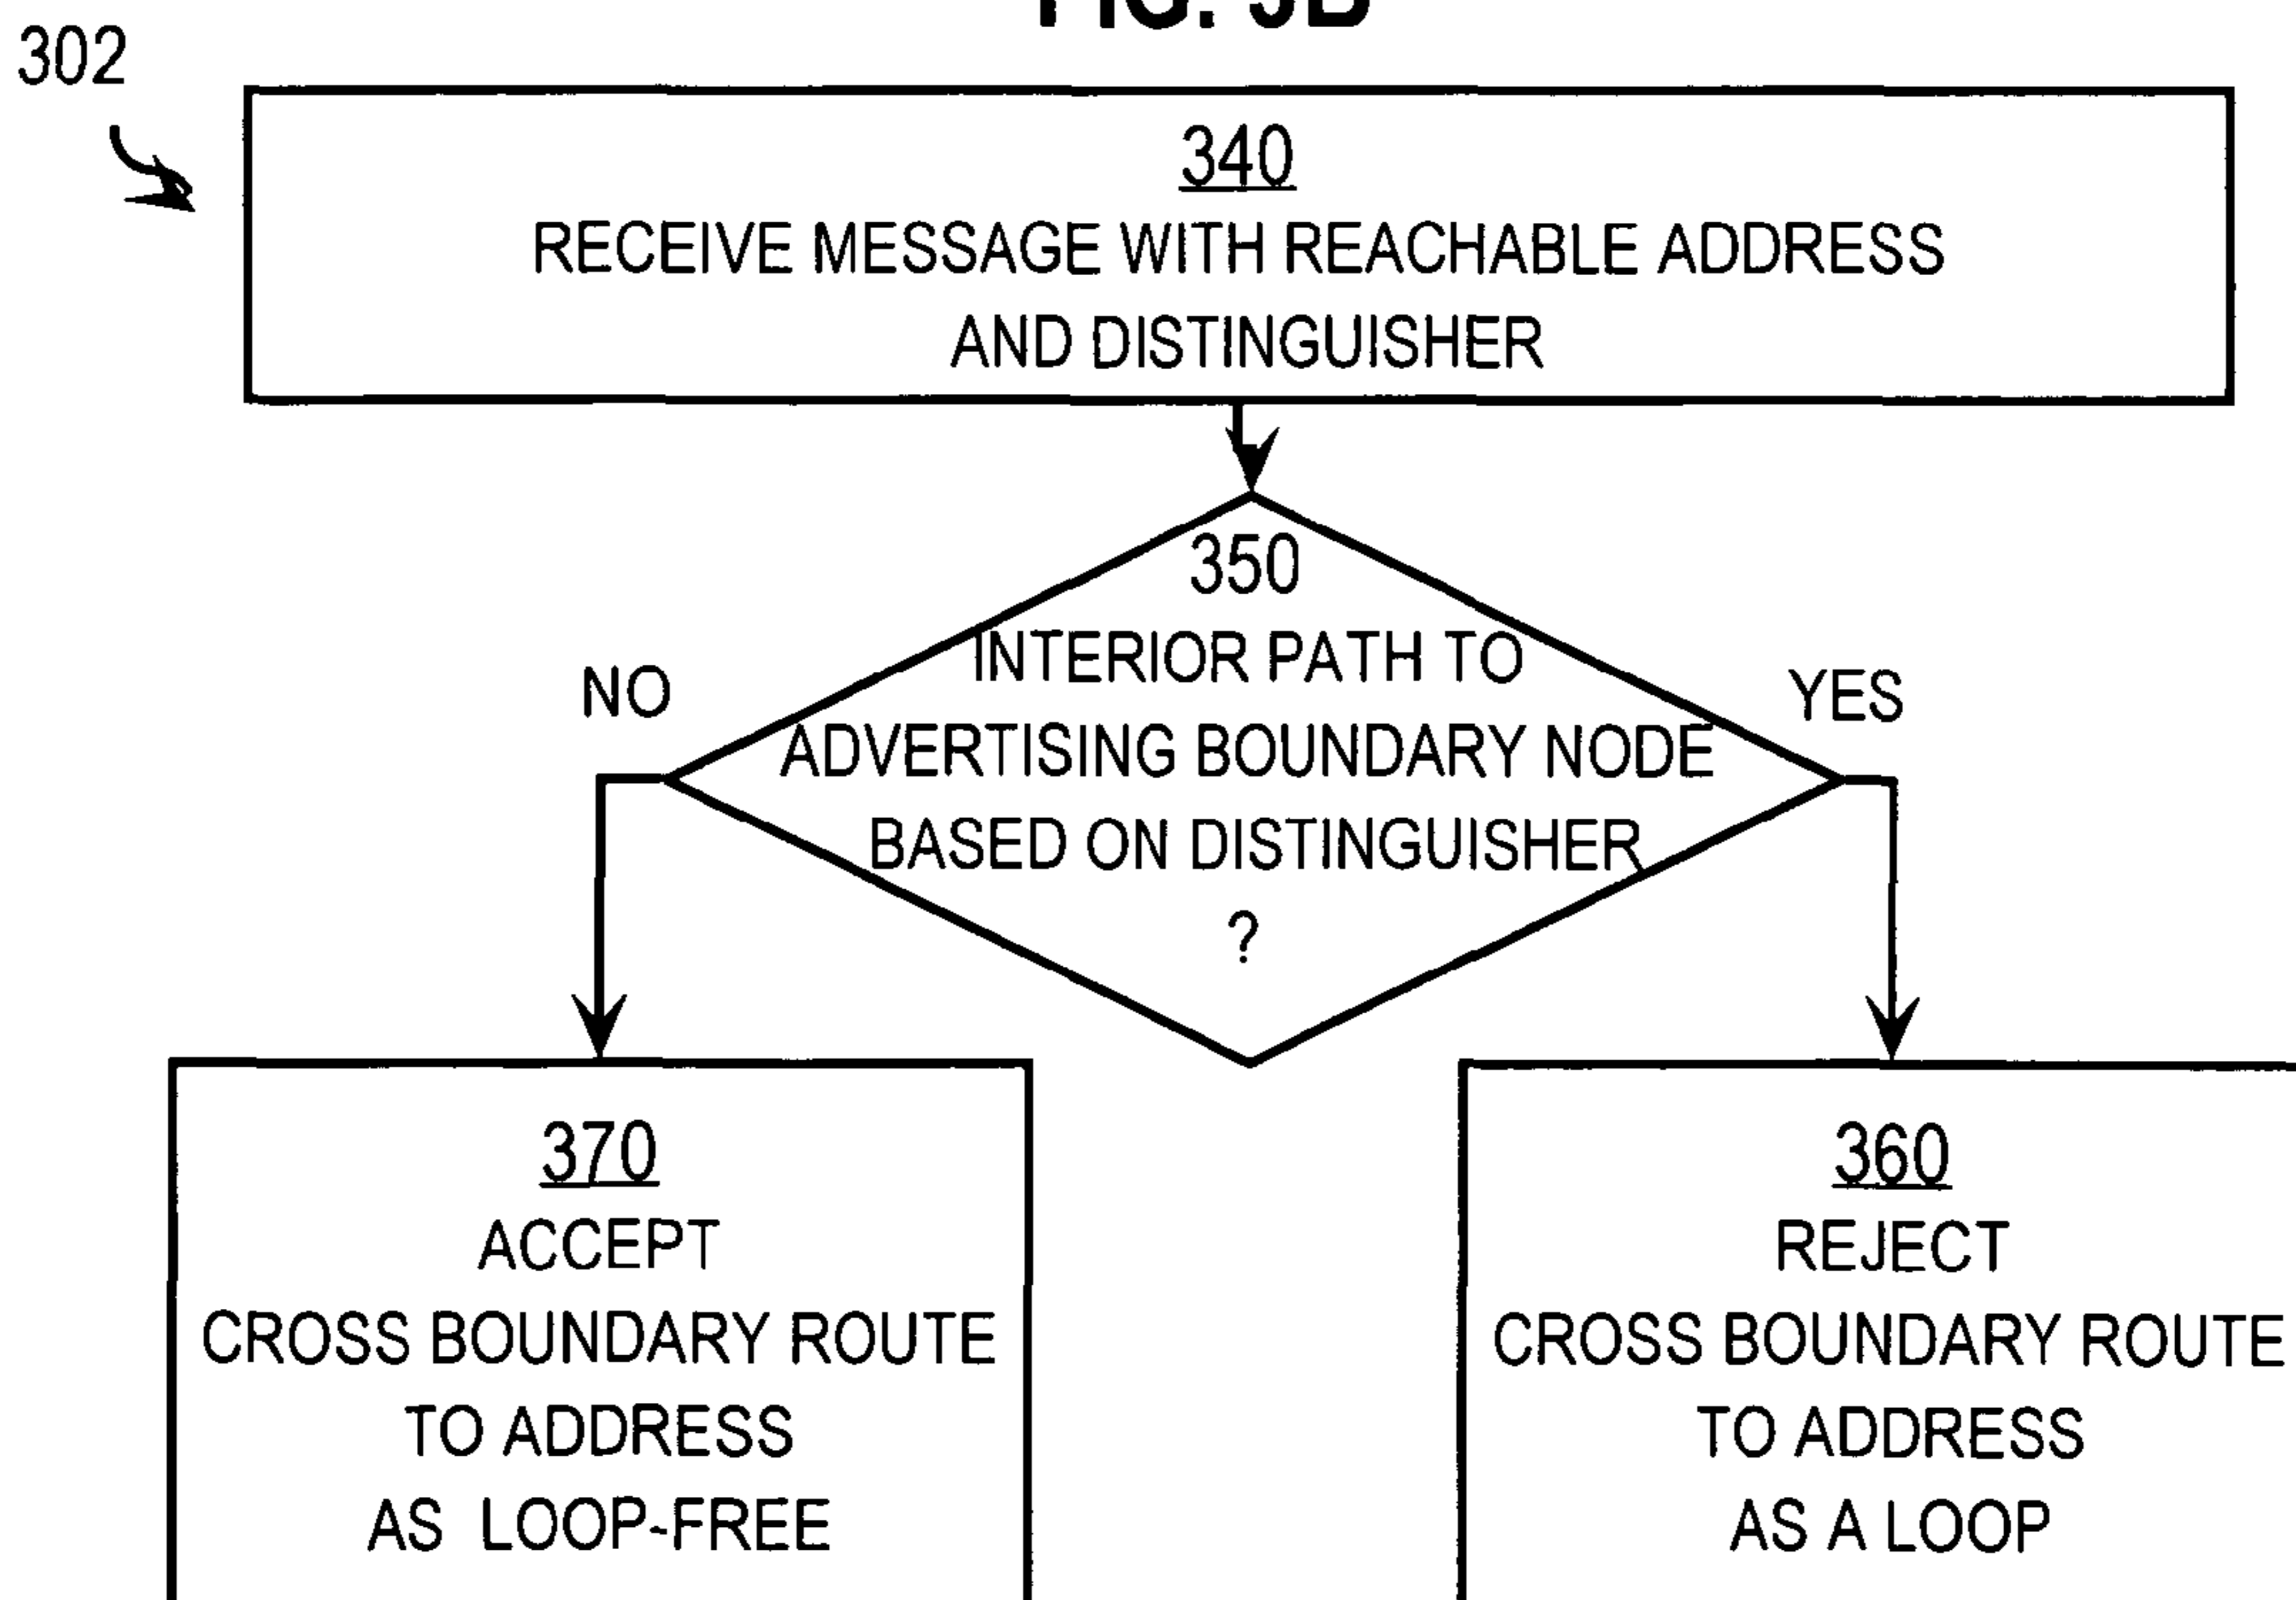 302
340
RECEIVE MESSAGE WITH REACHABLE ADDRESS
AND DISTINGUISHER
350
INTERIOR PATH TO
ADVERTISING BOUNDARY NODE
BASED ON DISTINGUISHER
?
NO
YES
370
ACCEPT
CROSS BOUNDARY ROUTE
TO ADDRESS
AS LOOP-FREE
360
REJECT
CROSS BOUNDARY ROUTE
TO ADDRESS
AS A LOOP